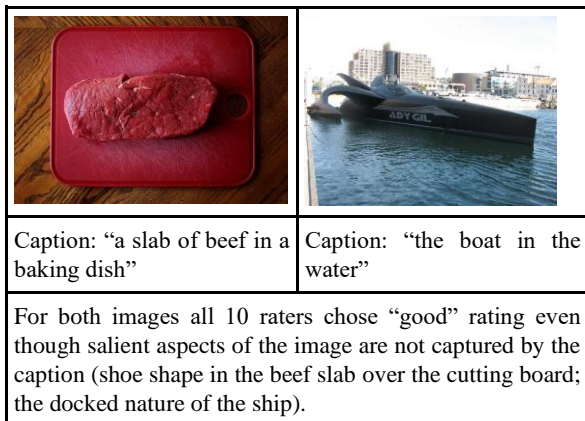 ADY GIL
Caption: “a slab of beef in a
baking dish”
Caption: “the boat in the
water”
For both images all 10 raters chose “good” rating even
though salient aspects of the image are not captured by the
caption (shoe shape in the beef slab over the cutting board;
the docked nature of the ship).